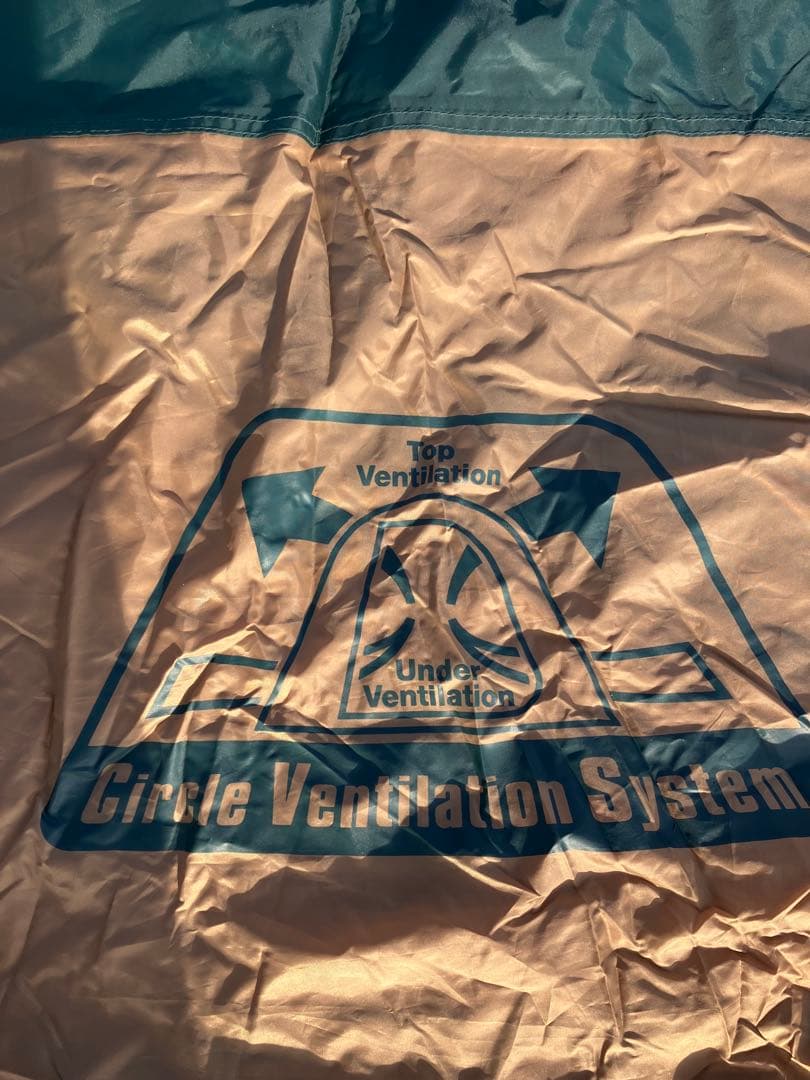 Top
Ventilation
Under
Ventilation
Circle Ventilation System